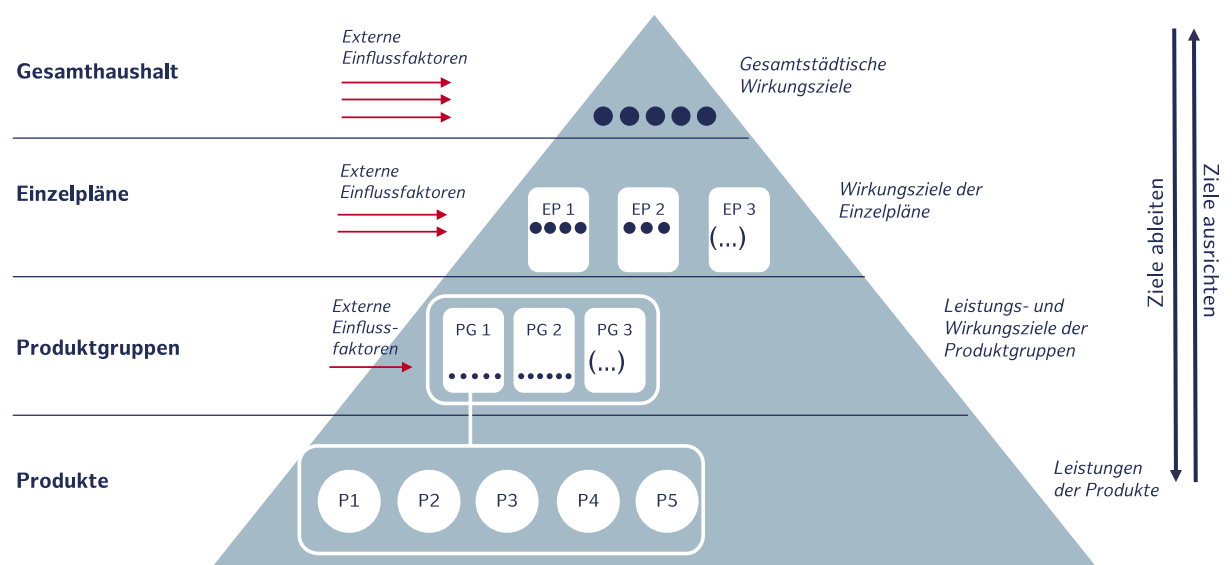 Gesamthaushalt
Externe
Einflussfaktoren
Gesamtstädtische
Wirkungsziele
Einzelpläne
Externe
Einflussfaktoren
EP 1
EP 2
EP 3
(...)
Wirkungsziele der
Einzelpläne
Produktgruppen
Externe
Einfluss-
faktoren
PG 1
PG 2
PG 3
(...)
Leistungs- und
Wirkungsziele der
Produktgruppen
Produkte
P1
P2
P3
P4
P5
Leistungen
der Produkte
Ziele ableiten
Ziele ausrichten